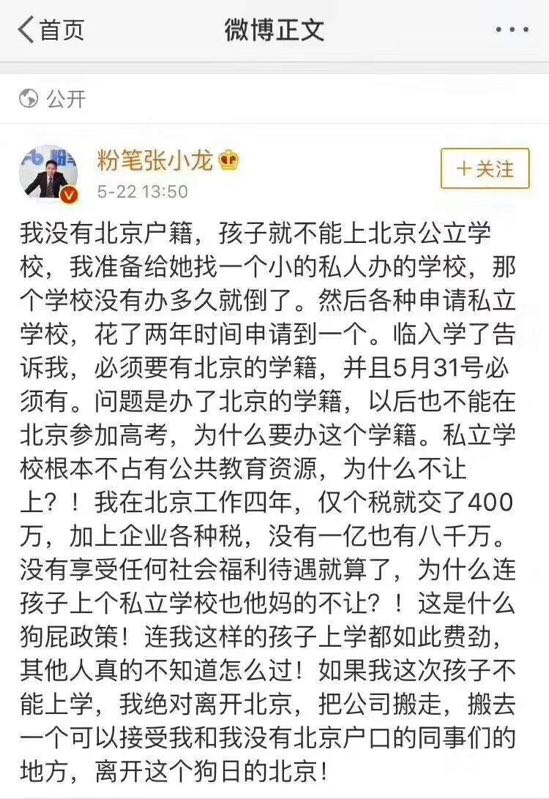 首页
微博正文
公开
粉笔张小龙
5-22 13:50
+关注
我没有北京户籍，孩子就不能上北京公立学
校，我准备给她找一个小的私人办的学校，那
个学校没有办多久就倒了。然后各种申请私立
学校，花了两年时间申请到一个。临入学了告
诉我，必须要有北京的学籍，并且5月31号必
须有。问题是办了北京的学籍，以后也不能在
北京参加高考，为什么要办这个学籍。私立学
校根本不占有公共教育资源，为什么不让
上？！我在北京工作四年，仅个税就交了400
万，加上企业各种税，没有一亿也有八千万。
没有享受任何社会福利待遇就算了，为什么连
孩子上个私立学校也他妈的不让？！这是什么
狗屁政策！连我这样的孩子上学都如此费劲，
其他人真的不知道怎么过！如果我这次孩子不
能上学，我绝对离开北京，把公司搬走，搬去
一个可以接受我和我没有北京户口的同事们的
地方，离开这个狗日的北京！